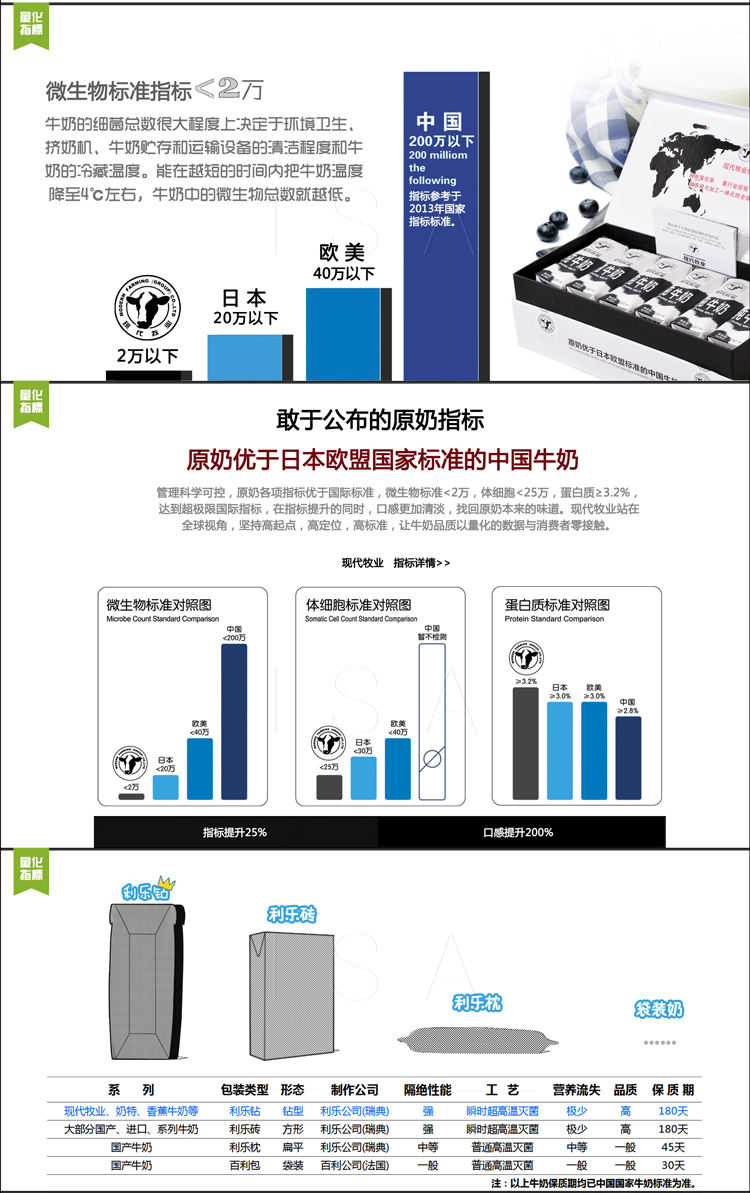 量化
指標
微生物标准指标<2万
牛奶的细菌总数很大程度上决定于环境卫生、
挤奶机、牛奶贮存和运输设备的清洁程度和牛
奶的冷藏温度。能在越短的时间内把牛奶温度
降至4℃左右，牛奶中的微生物总数就越低。
MODERN FARMING (GROUP) CO.,LTD
现代牧业
2万以下
日本
20万以下
欧美
40万以下
中国
200万以下
200 milliom
the
following
指标参考于
2013年国家
指标标准。
现代牧业
牛奶
牛奶
牛奶
牛奶
原奶优于日本欧盟标准的中国牛奶
ISA
量化
指標
敢于公布的原奶指标
原奶优于日本欧盟国家标准的中国牛奶
管理科学可控，原奶各项指标优于国际标准，微生物标准<2万，体细胞<25万，蛋白质≥3.2%，
达到超极限国际指标，在指标提升的同时，口感更加清淡，找回原奶本来的味道。现代牧业站在
全球视角，坚持高起点，高定位，高标准，让牛奶品质以量化的数据与消费者零接触。
现代牧业 指标详情>>
微生物标准对照图
Microbe Count Standard Comparison
<2万
日本
<20万
欧美
<40万
中国
<200万
体细胞标准对照图
Somatic Cell Count Standard Comparison
<25万
日本
<30万
欧美
<40万
中国
暂不检测
蛋白质标准对照图
Protein Standard Comparison
≥3.2%
日本
≥3.0%
欧美
≥3.0%
中国
≥2.8%
ISA
指标提升25%
口感提升200%
量化
指標
利乐钻
利乐砖
利乐枕
袋装奶
ISA
系 列 包装类型 形态 制作公司 隔绝性能 工 艺 营养流失 品质 保 质 期
现代牧业、奶特、香蕉牛奶等 利乐钻 钻型 利乐公司(瑞典) 强 瞬时超高温灭菌 极少 高 180天
大部分国产、进口、系列牛奶 利乐砖 方形 利乐公司(瑞典) 强 瞬时超高温灭菌 极少 高 180天
国产牛奶 利乐枕 扁平 利乐公司(瑞典) 中等 普通高温灭菌 中等 一般 45天
国产牛奶 百利包 袋装 百利公司(法国) 一般 普通高温灭菌 一般 一般 30天
注：以上牛奶保质期均已中国国家牛奶标准为准。